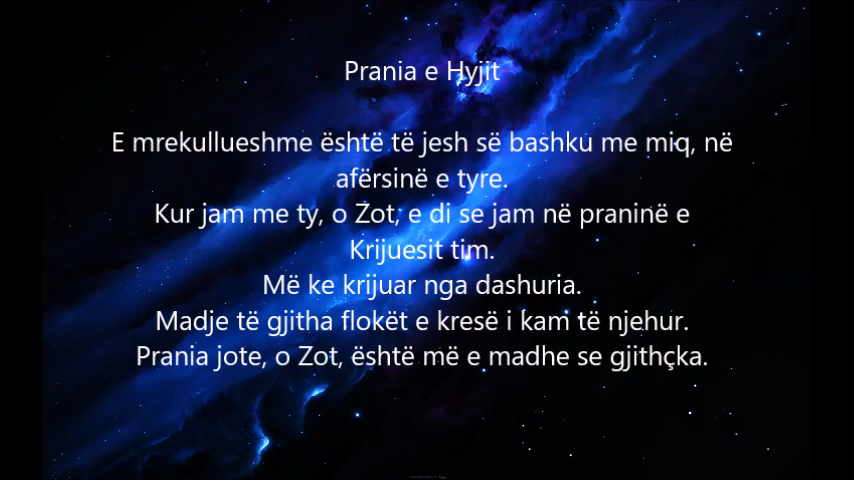 Prania e Hyjit
E mrekullueshme është të jesh së bashku me miq, në
afërsinë e tyre.
Kur jam me ty, o Zot, e di se jam në praninë e
Krijuesit tim.
Më ke krijuar nga dashuria.
Madje të gjitha flokët e kresë i kam të njehur.
Prania jote, o Zot, është më e madhe se gjithçka.